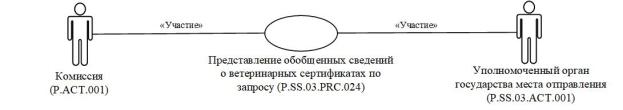 «Участие»
«Участие»
Комиссия
(P.ACT.001)
Представление обобщенных сведений
о ветеринарных сертификатах по
запросу (P.SS.03.PRC.024)
Уполномоченный орган
государства места отправления
(P.SS.03.ACT.001)